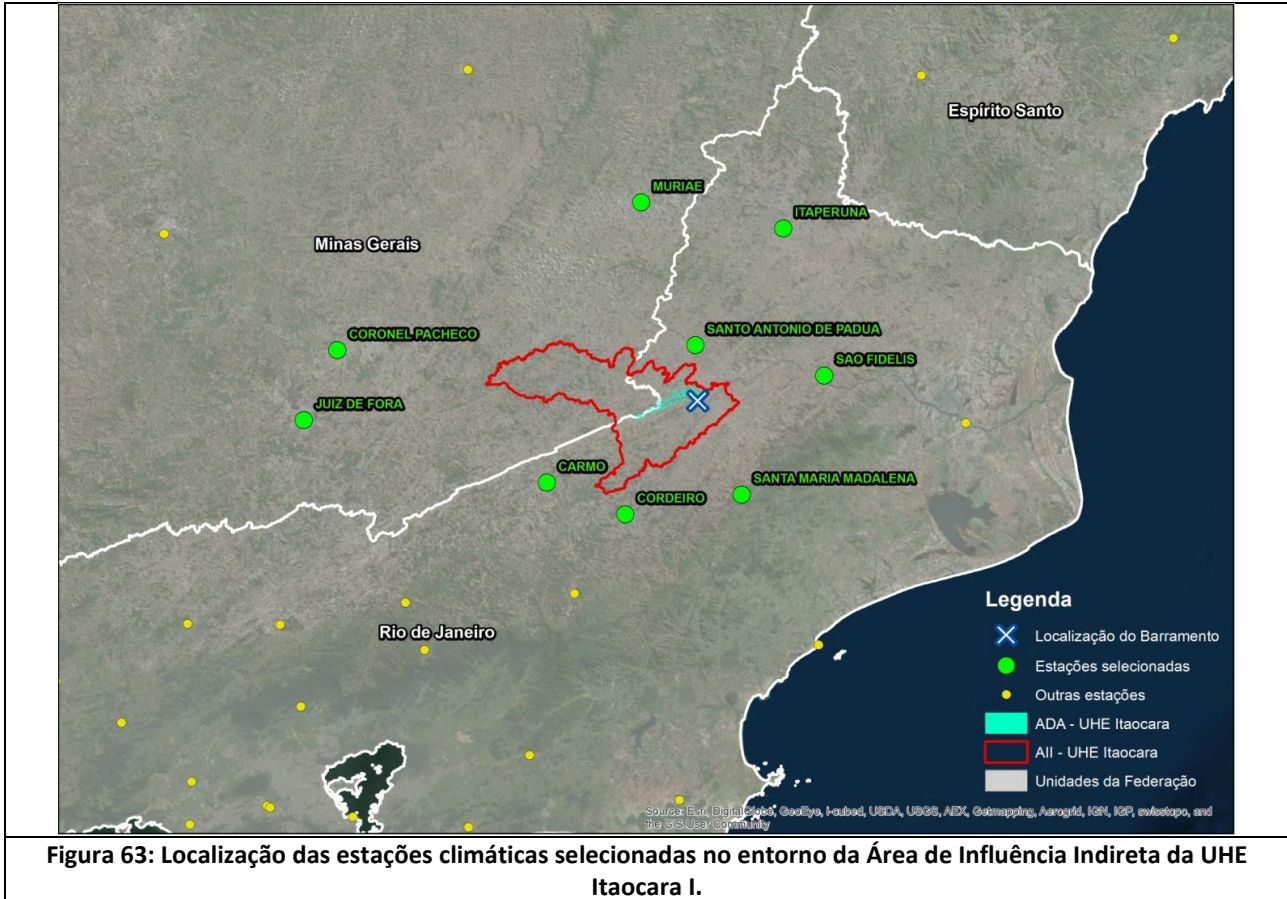 Espírito Santo
MURIAE
ITAPERUNA
Minas Gerais
CORONEL PACHECO
SANTO ANTONIO DE PADUA
SAO FIDELIS
JUIZ DE FORA
CARMO
SANTA MARIA MADALENA
CORDEIRO
Rio de Janeiro
Legenda
Localização do Barramento
Estações selecionadas
Outras estações
ADA - UHE Itaocara
AII - UHE Itaocara
Unidades da Federação
Source: Esri, DigitalGlobe, GeoEye, i-cubed, USDA, USGS, AEX, Getmapping, Aerogrid, IGN, IGP, swisstopo, and
the GIS User Community
Figura 63: Localização das estações climáticas selecionadas no entorno da Área de Influência Indireta da UHE
Itaocara I.